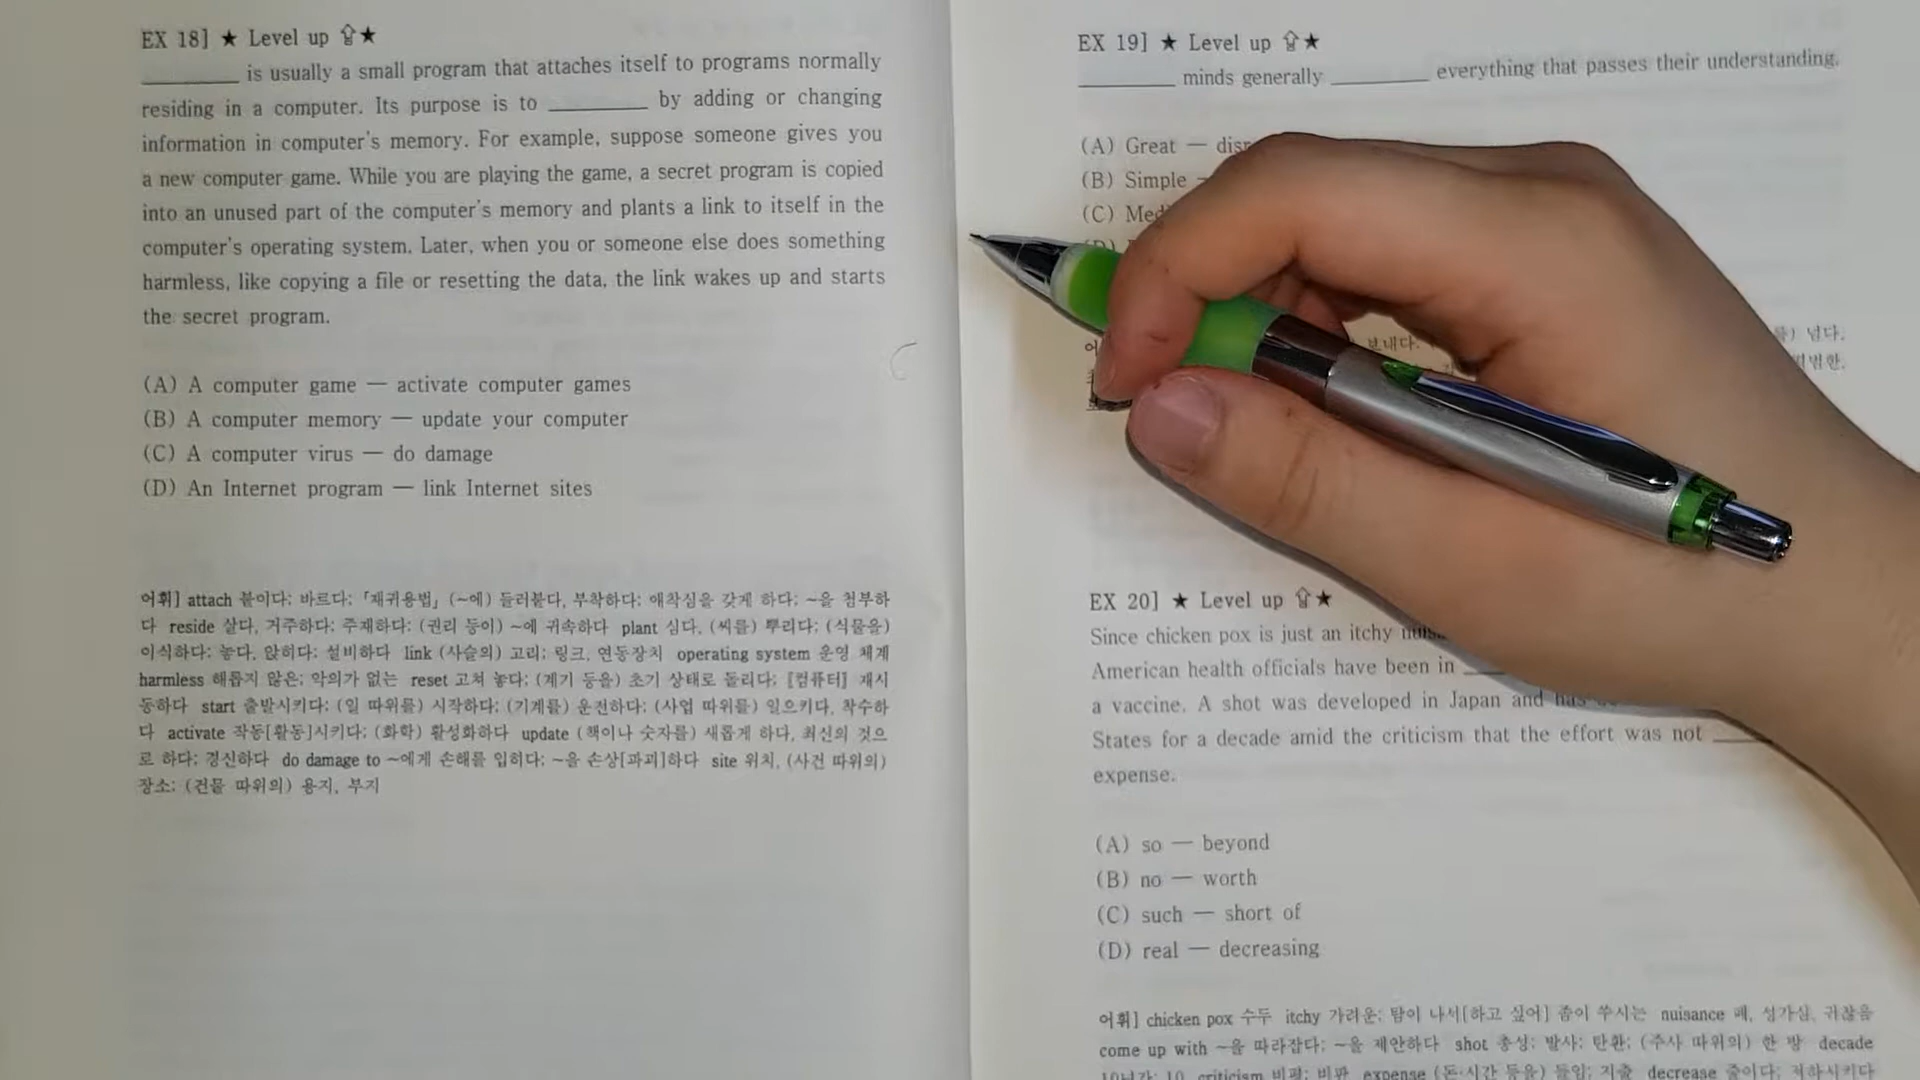 EX 18] ★ Level up ⇧★
________ is usually a small program that attaches itself to programs normally
residing in a computer. Its purpose is to ________ by adding or changing
information in computer's memory. For example, suppose someone gives you
a new computer game. While you are playing the game, a secret program is copied
into an unused part of the computer's memory and plants a link to itself in the
computer's operating system. Later, when you or someone else does something
harmless, like copying a file or resetting the data, the link wakes up and starts
the secret program.
(A) A computer game — activate computer games
(B) A computer memory — update your computer
(C) A computer virus — do damage
(D) An Internet program — link Internet sites
어휘] attach 붙이다; 바르다; 「재귀용법」 (~에) 들러붙다, 부착하다; 애착심을 갖게 하다; ~을 첨부하
다 reside 살다, 거주하다; 주재하다; (권리 등이) ~에 귀속하다 plant 심다, (씨를) 뿌리다; (식물을)
이식하다; 놓다, 앉히다; 설비하다 link (사슬의) 고리; 링크, 연동장치 operating system 운영 체계
harmless 해롭지 않은; 악의가 없는 reset 고쳐 놓다; (계기 등을) 초기 상태로 돌리다; [컴퓨터] 재시
동하다 start 출발시키다; (일 따위를) 시작하다; (기계를) 운전하다; (사업 따위를) 일으키다, 착수하
다 activate 작동[활동]시키다; (화학) 활성화하다 update (책이나 숫자를) 새롭게 하다, 최신의 것으
로 하다; 경신하다 do damage to ~에게 손해를 입히다; ~을 손상[파괴]하다 site 위치, (사건 따위의)
장소; (건물 따위의) 용지, 부지
EX 19] ★ Level up ⇧★
________ minds generally ________ everything that passes their understanding.
(A) Great —
(B) Simple
(C)
(D)
보내다. 넘다.
EX 20] ★ Level up ⇧★
Since chicken pox is just an itchy
American health officials have been in
a vaccine. A shot was developed in Japan and has
States for a decade amid the criticism that the effort was not ____
expense.
(A) so — beyond
(B) no — worth
(C) such — short of
(D) real — decreasing
어휘] chicken pox 수두 itchy 가려운; 탐이 나서[하고 싶어] 좀이 쑤시는 nuisance 폐, 성가심, 귀찮음
come up with ~을 따라잡다; ~을 제안하다 shot 총성; 발사; 탄환; (주사 따위의) 한 방 decade
10년간; 10 criticism 비평; 비판 expense (돈·시간 등을) 들임; 지출 decrease 줄이다; 저하시키다